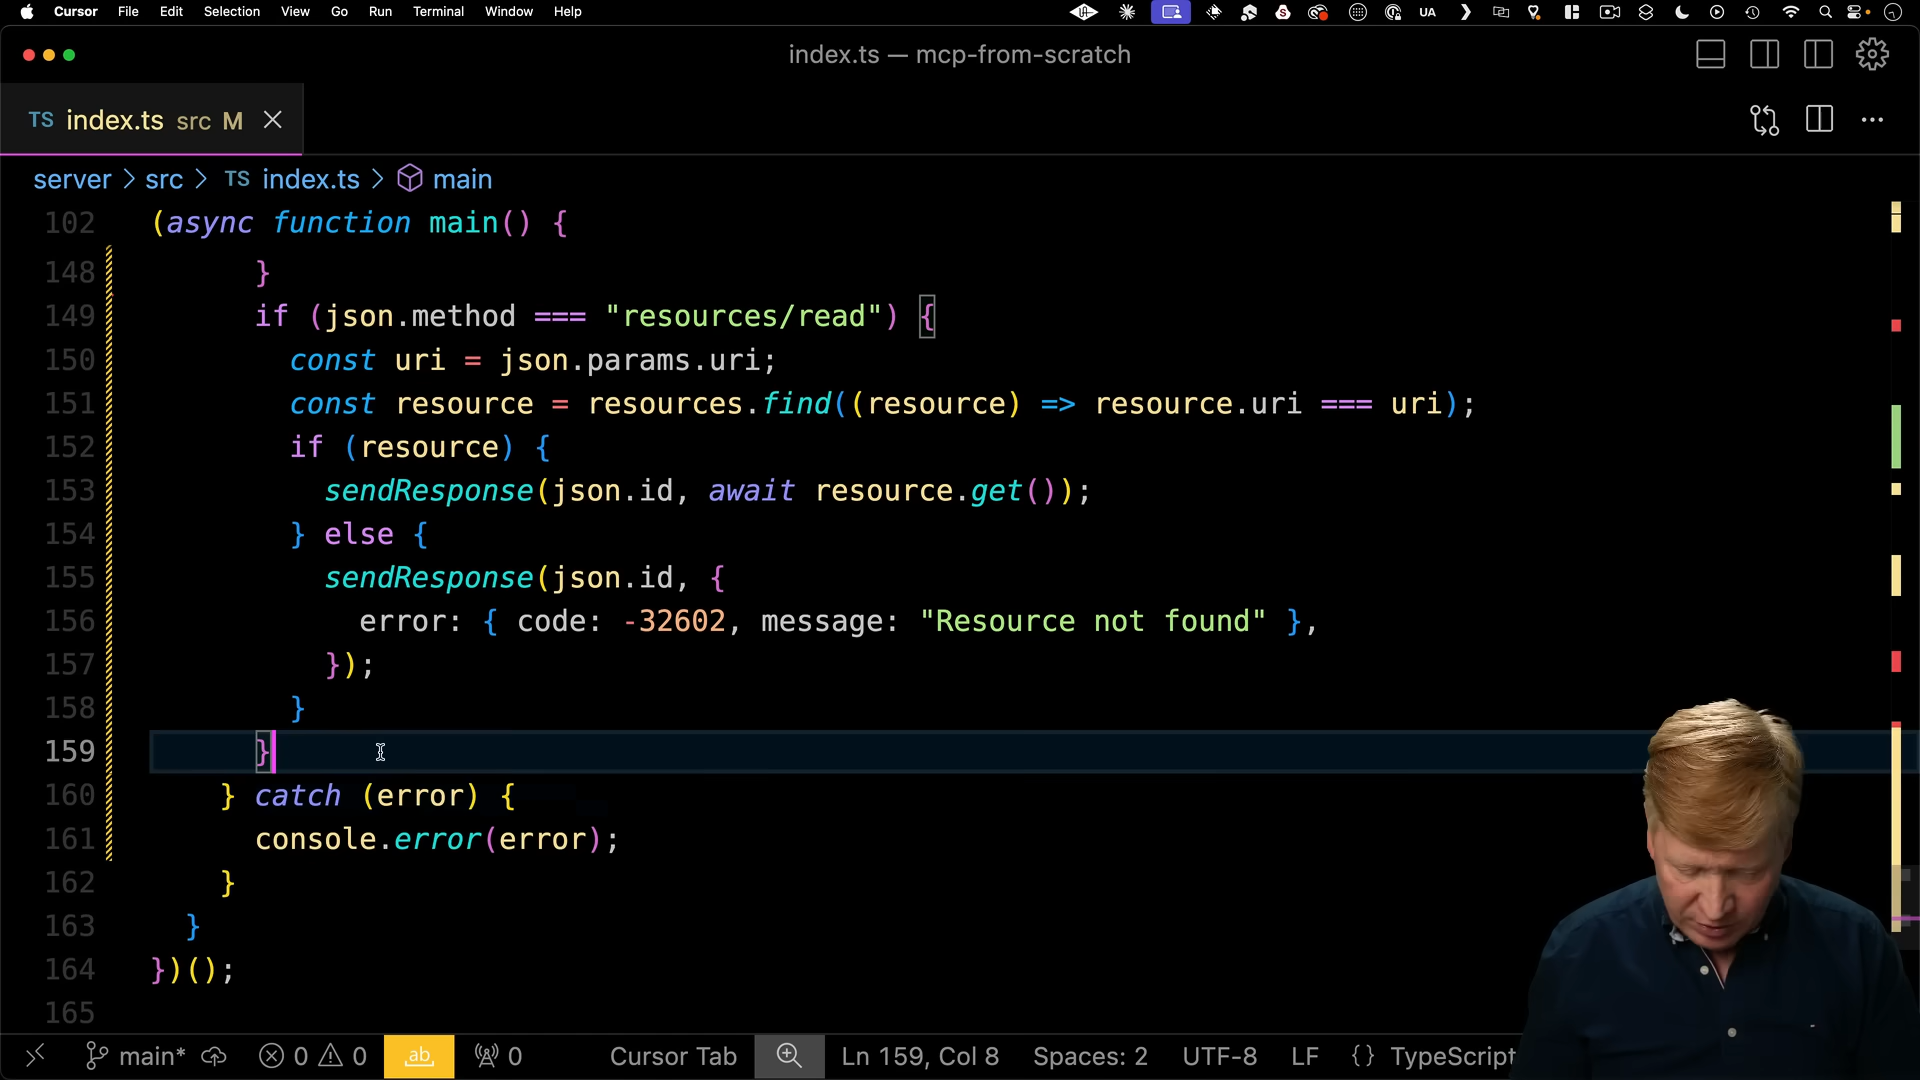 Cursor File Edit Selection View Go Run Terminal Window Help UA
index.ts — mcp-from-scratch
TS index.ts src M
server > src > TS index.ts > main
102 (async function main() {
148 }
149 if (json.method === "resources/read") {
150 const uri = json.params.uri;
151 const resource = resources.find((resource) => resource.uri === uri);
152 if (resource) {
153 sendResponse(json.id, await resource.get());
154 } else {
155 sendResponse(json.id, {
156 error: { code: -32602, message: "Resource not found" },
157 });
158 }
159 }
160 } catch (error) {
161 console.error(error);
162 }
163 }
164 })();
165
main* 0 0 ab 0 Cursor Tab Ln 159, Col 8 Spaces: 2 UTF-8 LF {} TypeScript